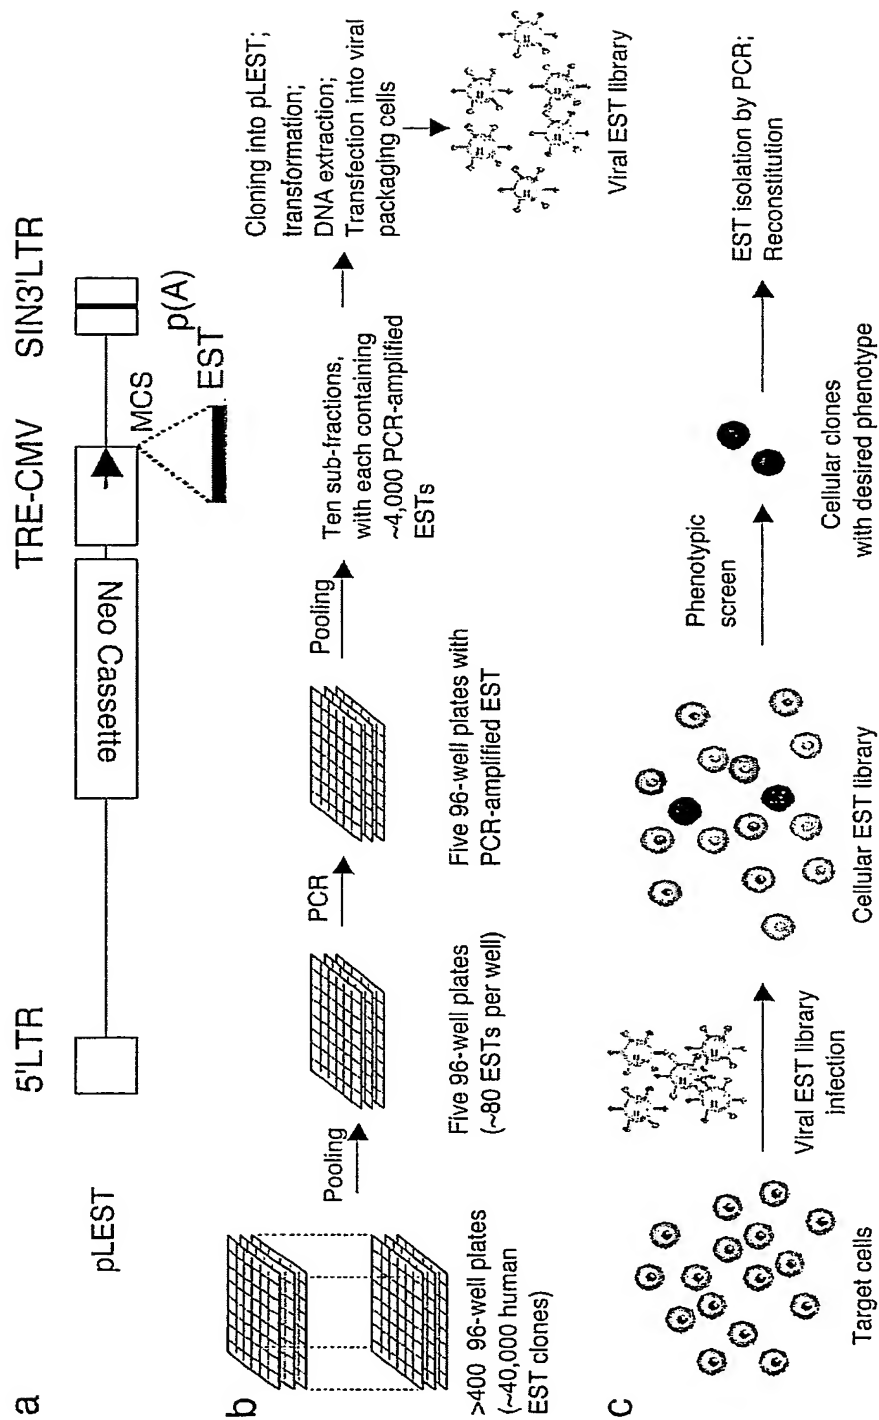 a
pLEST
5'LTR
Neo Cassette
TRE-CMV
SIN3'LTR
MCS
p(A)
EST
b
>400 96-well plates
(~40,000 human
EST clones)
Pooling
Five 96-well plates
(~80 ESTs per well)
PCR
Five 96-well plates with
PCR-amplified EST
Pooling
Ten sub-fractions,
with each containing
~4,000 PCR-amplified
ESTs
Cloning into pLEST;
transformation;
DNA extraction;
Transfection into viral
packaging cells
Viral EST library
c
Target cells
Viral EST library
infection
Cellular EST library
Phenotypic
screen
Cellular clones
with desired phenotype
EST isolation by PCR;
Reconstitution